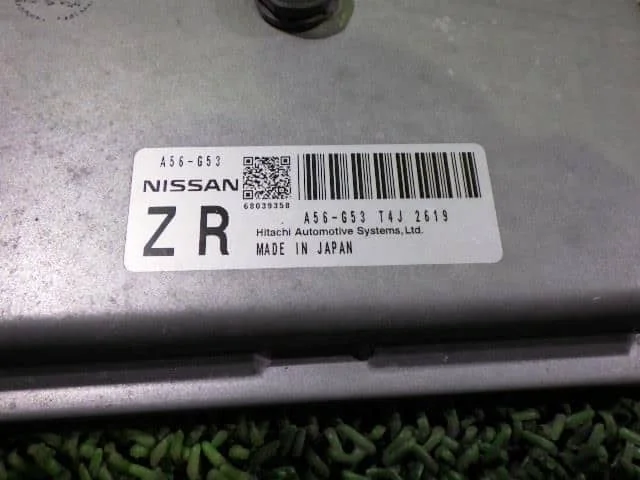 A56-G53
NISSAN
68039358
ZR
A56-G53 T4J 2619
Hitachi Automotive Systems, Ltd.
MADE IN JAPAN